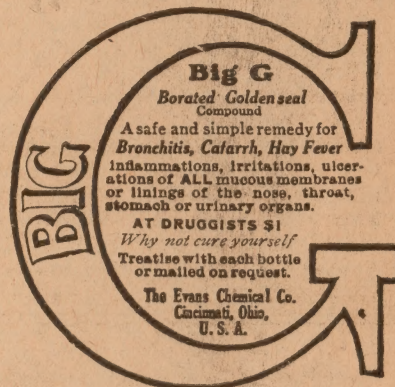 BIG
Big G
Borated Goldenseal
Compound
A safe and simple remedy for
Bronchitis, Catarrh, Hay Fever
inflammations, irritations, ulcer-
ations of ALL mucous membranes
or linings of the nose, throat,
stomach or urinary organs.
AT DRUGGISTS $1
Why not cure yourself
Treatise with each bottle
or mailed on request.
The Evans Chemical Co.
Cincinnati, Ohio,
U. S. A.